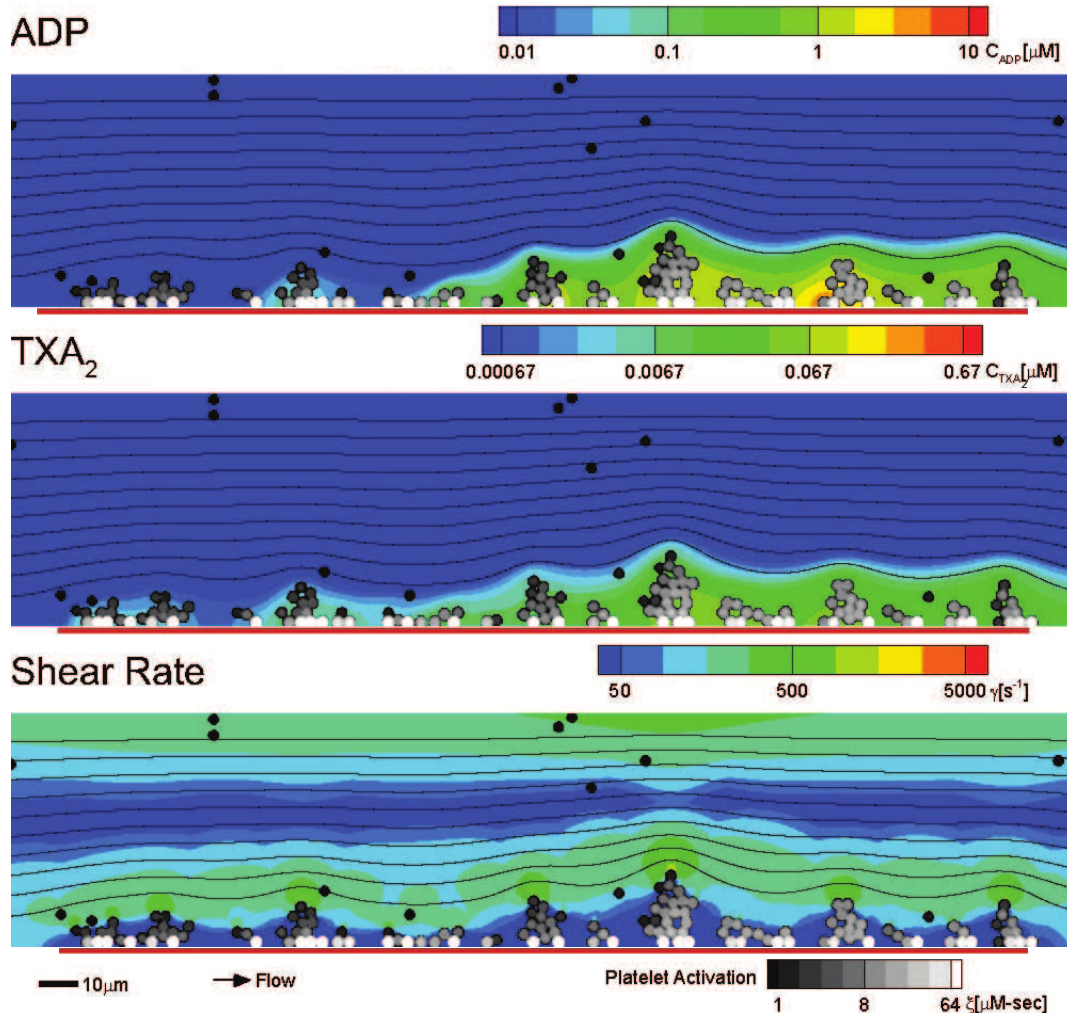 ADP
0.01 0.1 1 10 C_ADP [μM]
TXA₂
0.00067 0.0067 0.067 0.67 C_TXA₂ [μM]
Shear Rate
50 500 5000 γ[s⁻¹]
10μm Flow Platelet Activation
1 8 64 ξ[μM-sec]